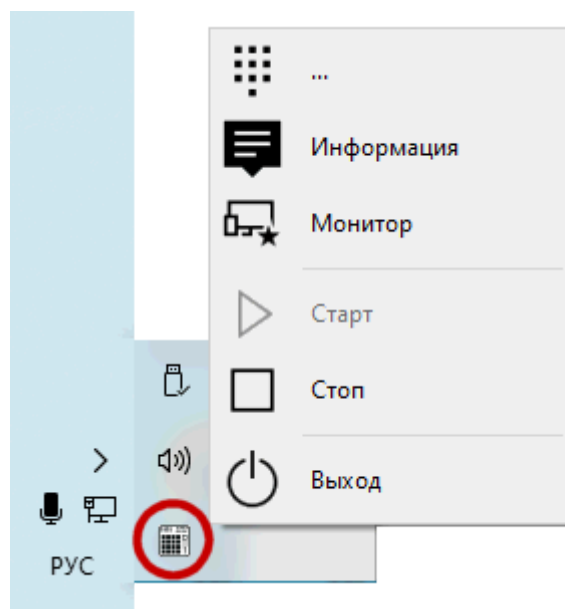 ...
Информация
Монитор
Старт
Стоп
Выход
РУС